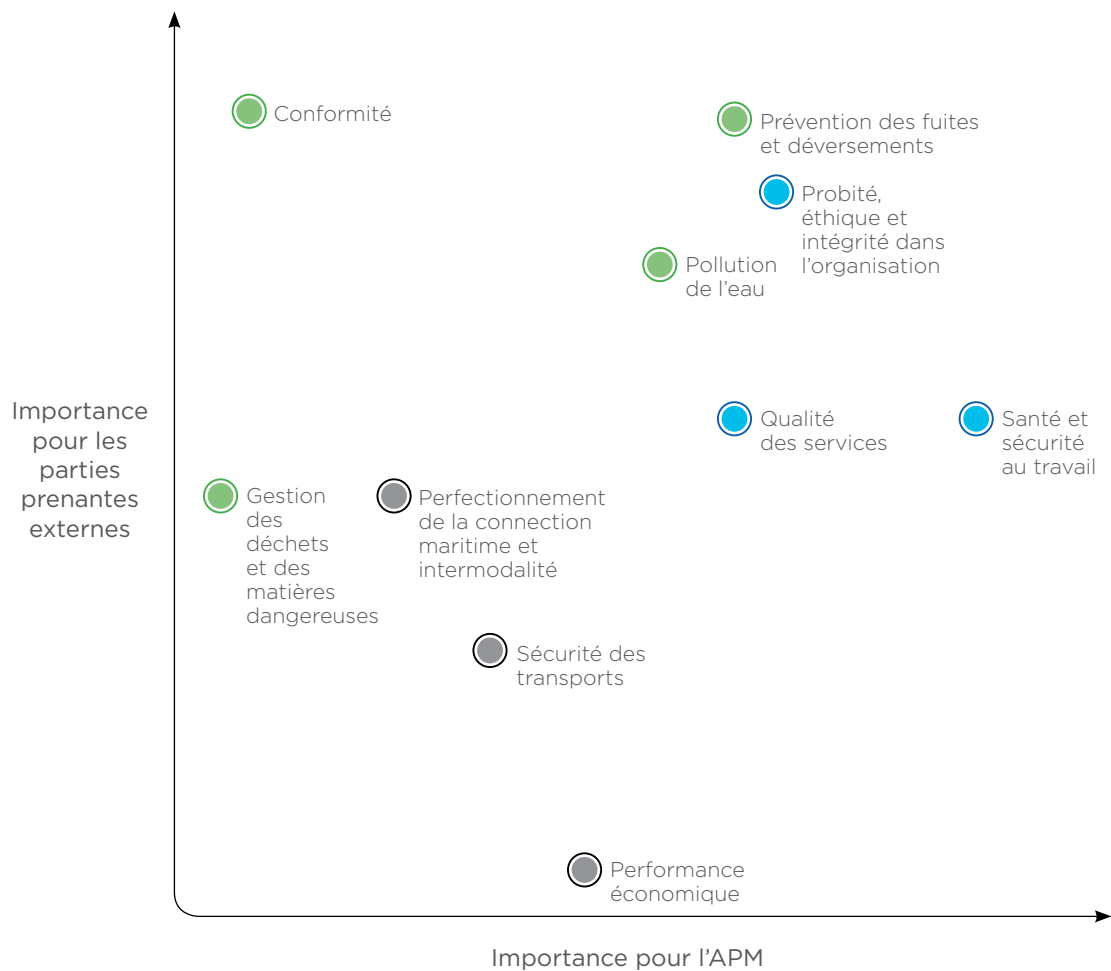 Conformité
Prévention des fuites
et déversements
Probité,
éthique et
intégrité dans
l'organisation
Pollution
de l'eau
Importance
pour les
parties
prenantes
externes
Qualité
des services
Santé et
sécurité
au travail
Gestion
des
déchets
et des
matières
dangereuses
Perfectionnement
de la connection
maritime et
intermodalité
Sécurité des
transports
Performance
économique
Importance pour l'APM